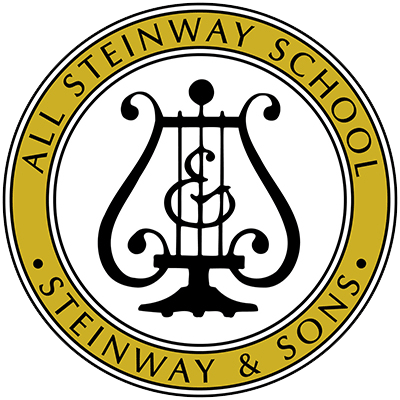 ALL STEINWAY SCHOOL
&
• STEINWAY & SONS •